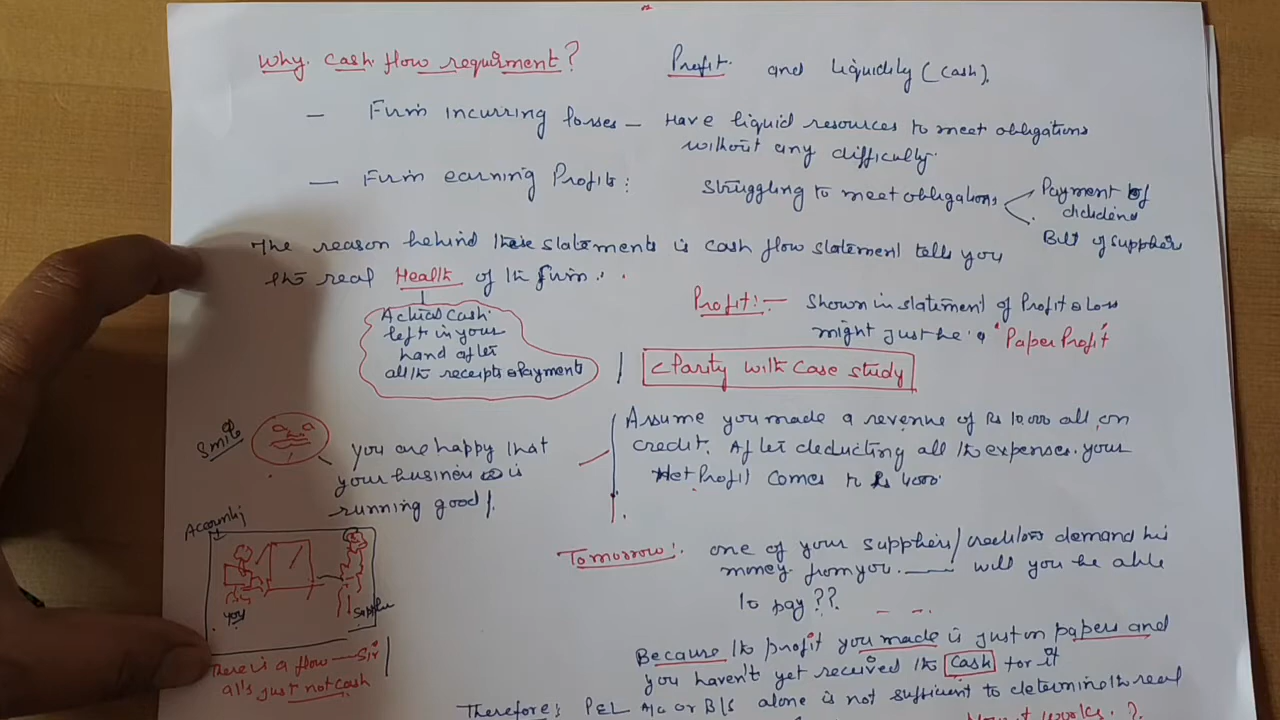 Why cash flow requirment? Profit and liquidity (cash).
— Firm incurring losses — Have liquid resources to meet obligations
without any difficulty.
— Firm earning Profits: Struggling to meet obligations
Payment of
dividend
Bill of supplier
The reason behind these statements is cash flow statement tells you
the real Health of the firm.
Actual cash
left in your
hand after
all the receipts & Payments
Profit:— Shown in statement of Profit & Loss
might just be a "Paper Profit"
Clarity with case study
Smile
you are happy that
your business is
running good!
Assume you made a revenue of Rs 10,000 all on
credit. After deducting all the expenses your
Net Profit comes to Rs 4000.
Accounting
You
Supplier
There is a flow — Sir
It's just not cash
Tomorrow:. one of your suppliers/creditors demand his
money from you. —— will you be able
to pay??
Because the profit you made is just on papers and
you haven't yet received the cash for it
Therefore: P&L A/c or B/S alone is not sufficient to determine the real